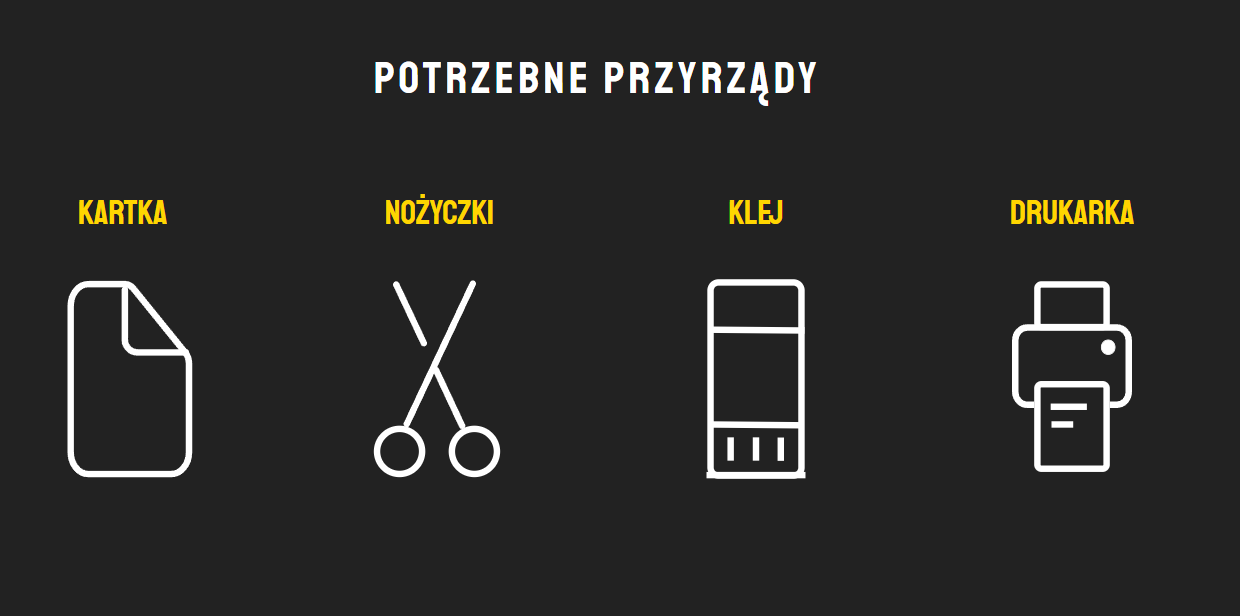 POTRZEBNE PRZYRZĄDY
KARTKA
NOŻYCZKI
KLEJ
DRUKARKA